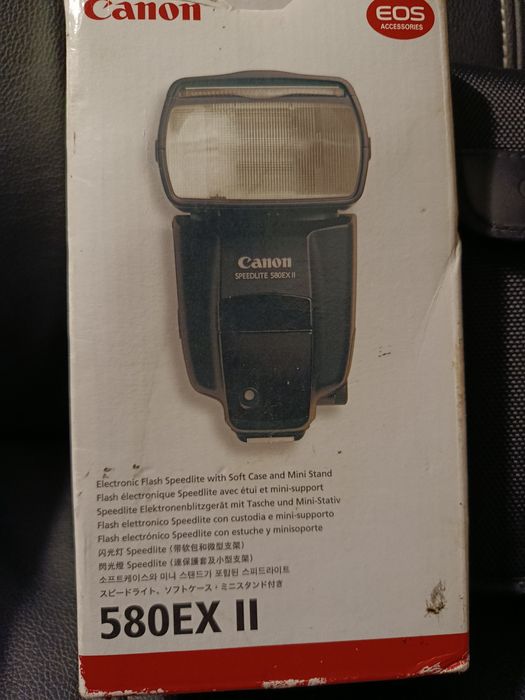 Canon
EOS
ACCESSORIES
Canon
SPEEDLITE 580EX II
Electronic Flash Speedlite with Soft Case and Mini Stand
Flash électronique Speedlite avec étui et mini-support
Speedlite Elektronenblitzgerät mit Tasche und Mini-Stativ
Flash elettronico Speedlite con custodia e mini-supporto
Flash electrónico Speedlite con estuche y minisoporte
闪光灯 Speedlite (带软包和微型支架)
閃光燈 Speedlite (連保護套及小型支架)
소프트케이스와 미니 스탠드가 포함된 스피드라이트
スピードライト、ソフトケース・ミニスタンド付き
580EX II